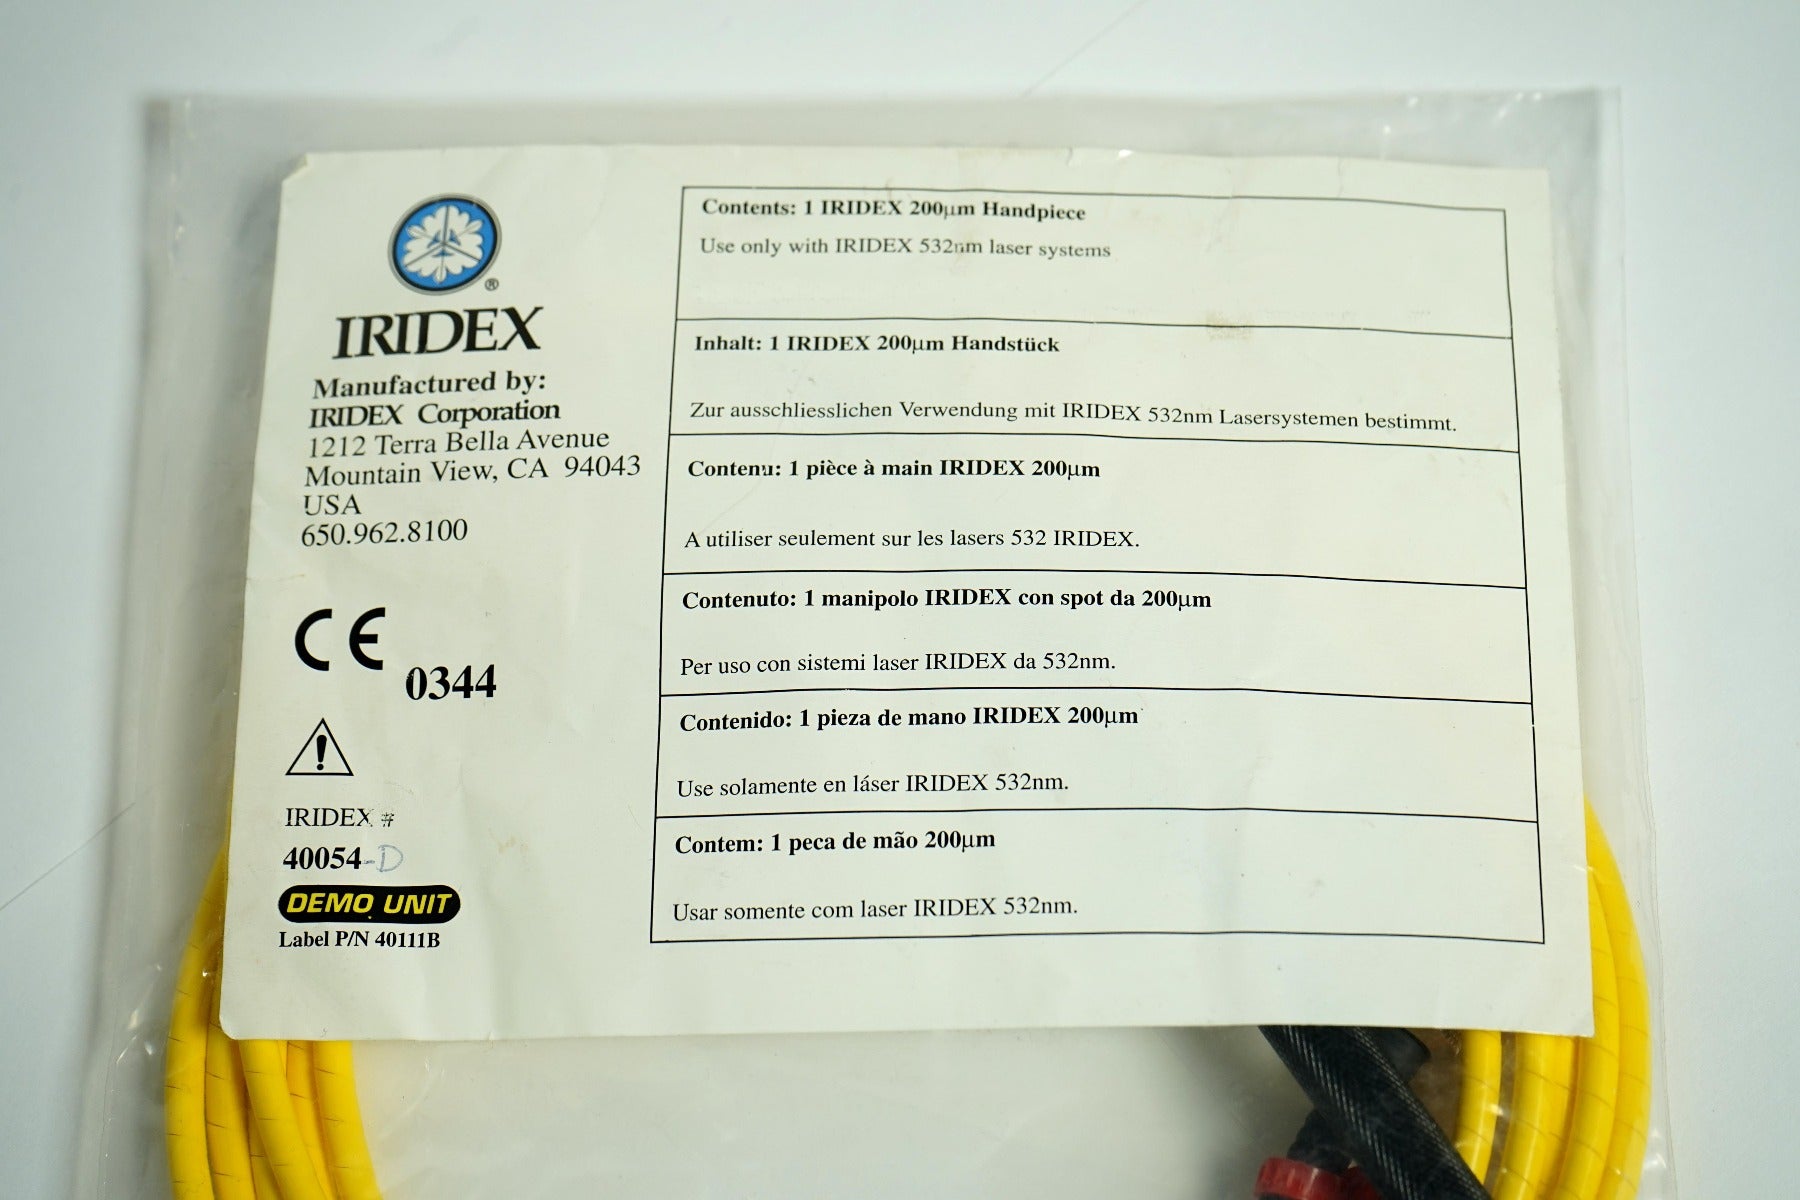 ®
IRIDEX
Manufactured by:
IRIDEX Corporation
1212 Terra Bella Avenue
Mountain View, CA 94043
USA
650.962.8100
CE 0344
IRIDEX #
40054-D
DEMO UNIT
Label P/N 40111B
Contents: 1 IRIDEX 200µm Handpiece
Use only with IRIDEX 532nm laser systems
Inhalt: 1 IRIDEX 200µm Handstück
Zur ausschliesslichen Verwendung mit IRIDEX 532nm Lasersystemen bestimmt.
Contenu: 1 pièce à main IRIDEX 200µm
A utiliser seulement sur les lasers 532 IRIDEX.
Contenuto: 1 manipolo IRIDEX con spot da 200µm
Per uso con sistemi laser IRIDEX da 532nm.
Contenido: 1 pieza de mano IRIDEX 200µm
Use solamente en láser IRIDEX 532nm.
Contem: 1 peca de mão 200µm
Usar somente com laser IRIDEX 532nm.